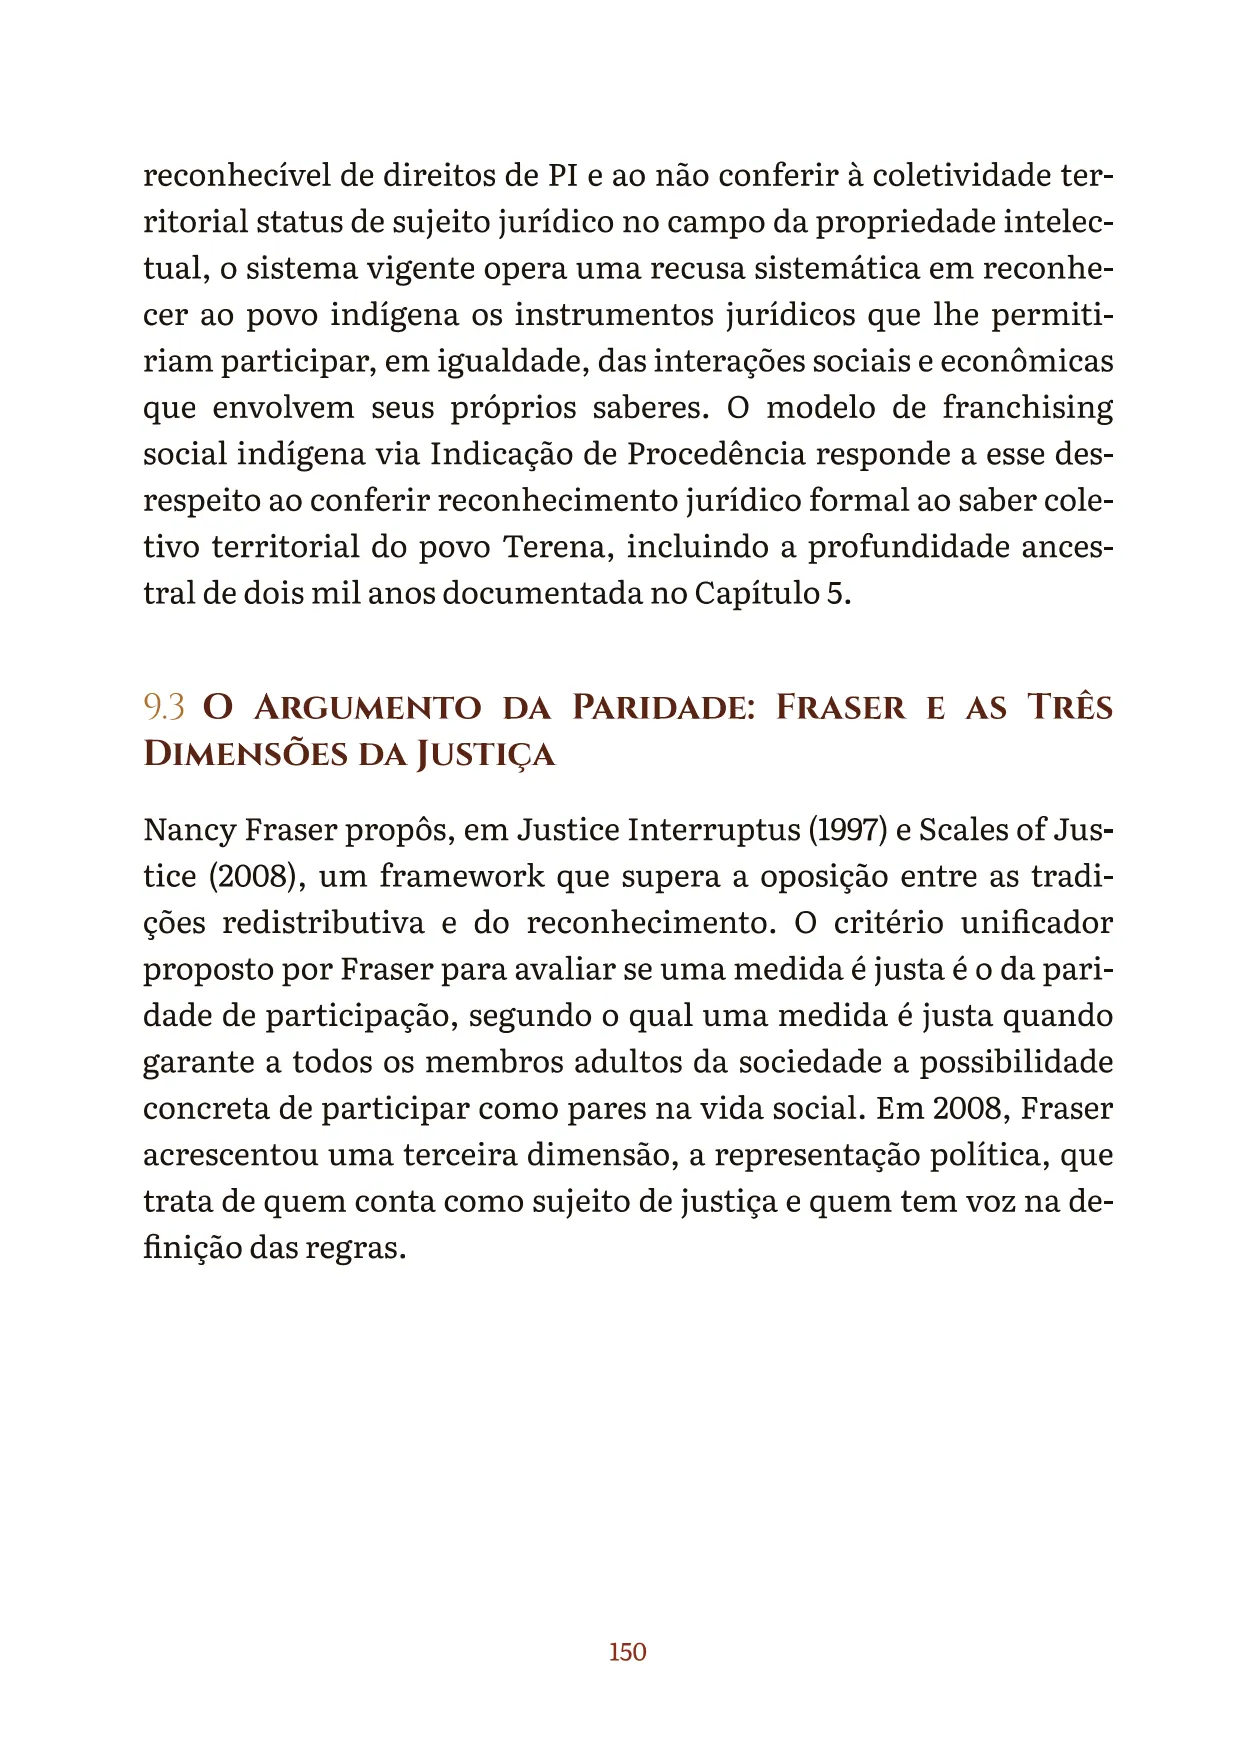 reconhecível de direitos de PI e ao não conferir à coletividade ter-
ritorial status de sujeito jurídico no campo da propriedade intelec-
tual, o sistema vigente opera uma recusa sistemática em reconhe-
cer ao povo indígena os instrumentos jurídicos que lhe permiti-
riam participar, em igualdade, das interações sociais e econômicas
que envolvem seus próprios saberes. O modelo de franchising
social indígena via Indicação de Procedência responde a esse des-
respeito ao conferir reconhecimento jurídico formal ao saber cole-
tivo territorial do povo Terena, incluindo a profundidade ances-
tral de dois mil anos documentada no Capítulo 5.
9.3 O Argumento da Paridade: Fraser e as Três
Dimensões da Justiça
Nancy Fraser propôs, em Justice Interruptus (1997) e Scales of Jus-
tice (2008), um framework que supera a oposição entre as tradi-
ções redistributiva e do reconhecimento. O critério unificador
proposto por Fraser para avaliar se uma medida é justa é o da pari-
dade de participação, segundo o qual uma medida é justa quando
garante a todos os membros adultos da sociedade a possibilidade
concreta de participar como pares na vida social. Em 2008, Fraser
acrescentou uma terceira dimensão, a representação política, que
trata de quem conta como sujeito de justiça e quem tem voz na de-
finição das regras.
150